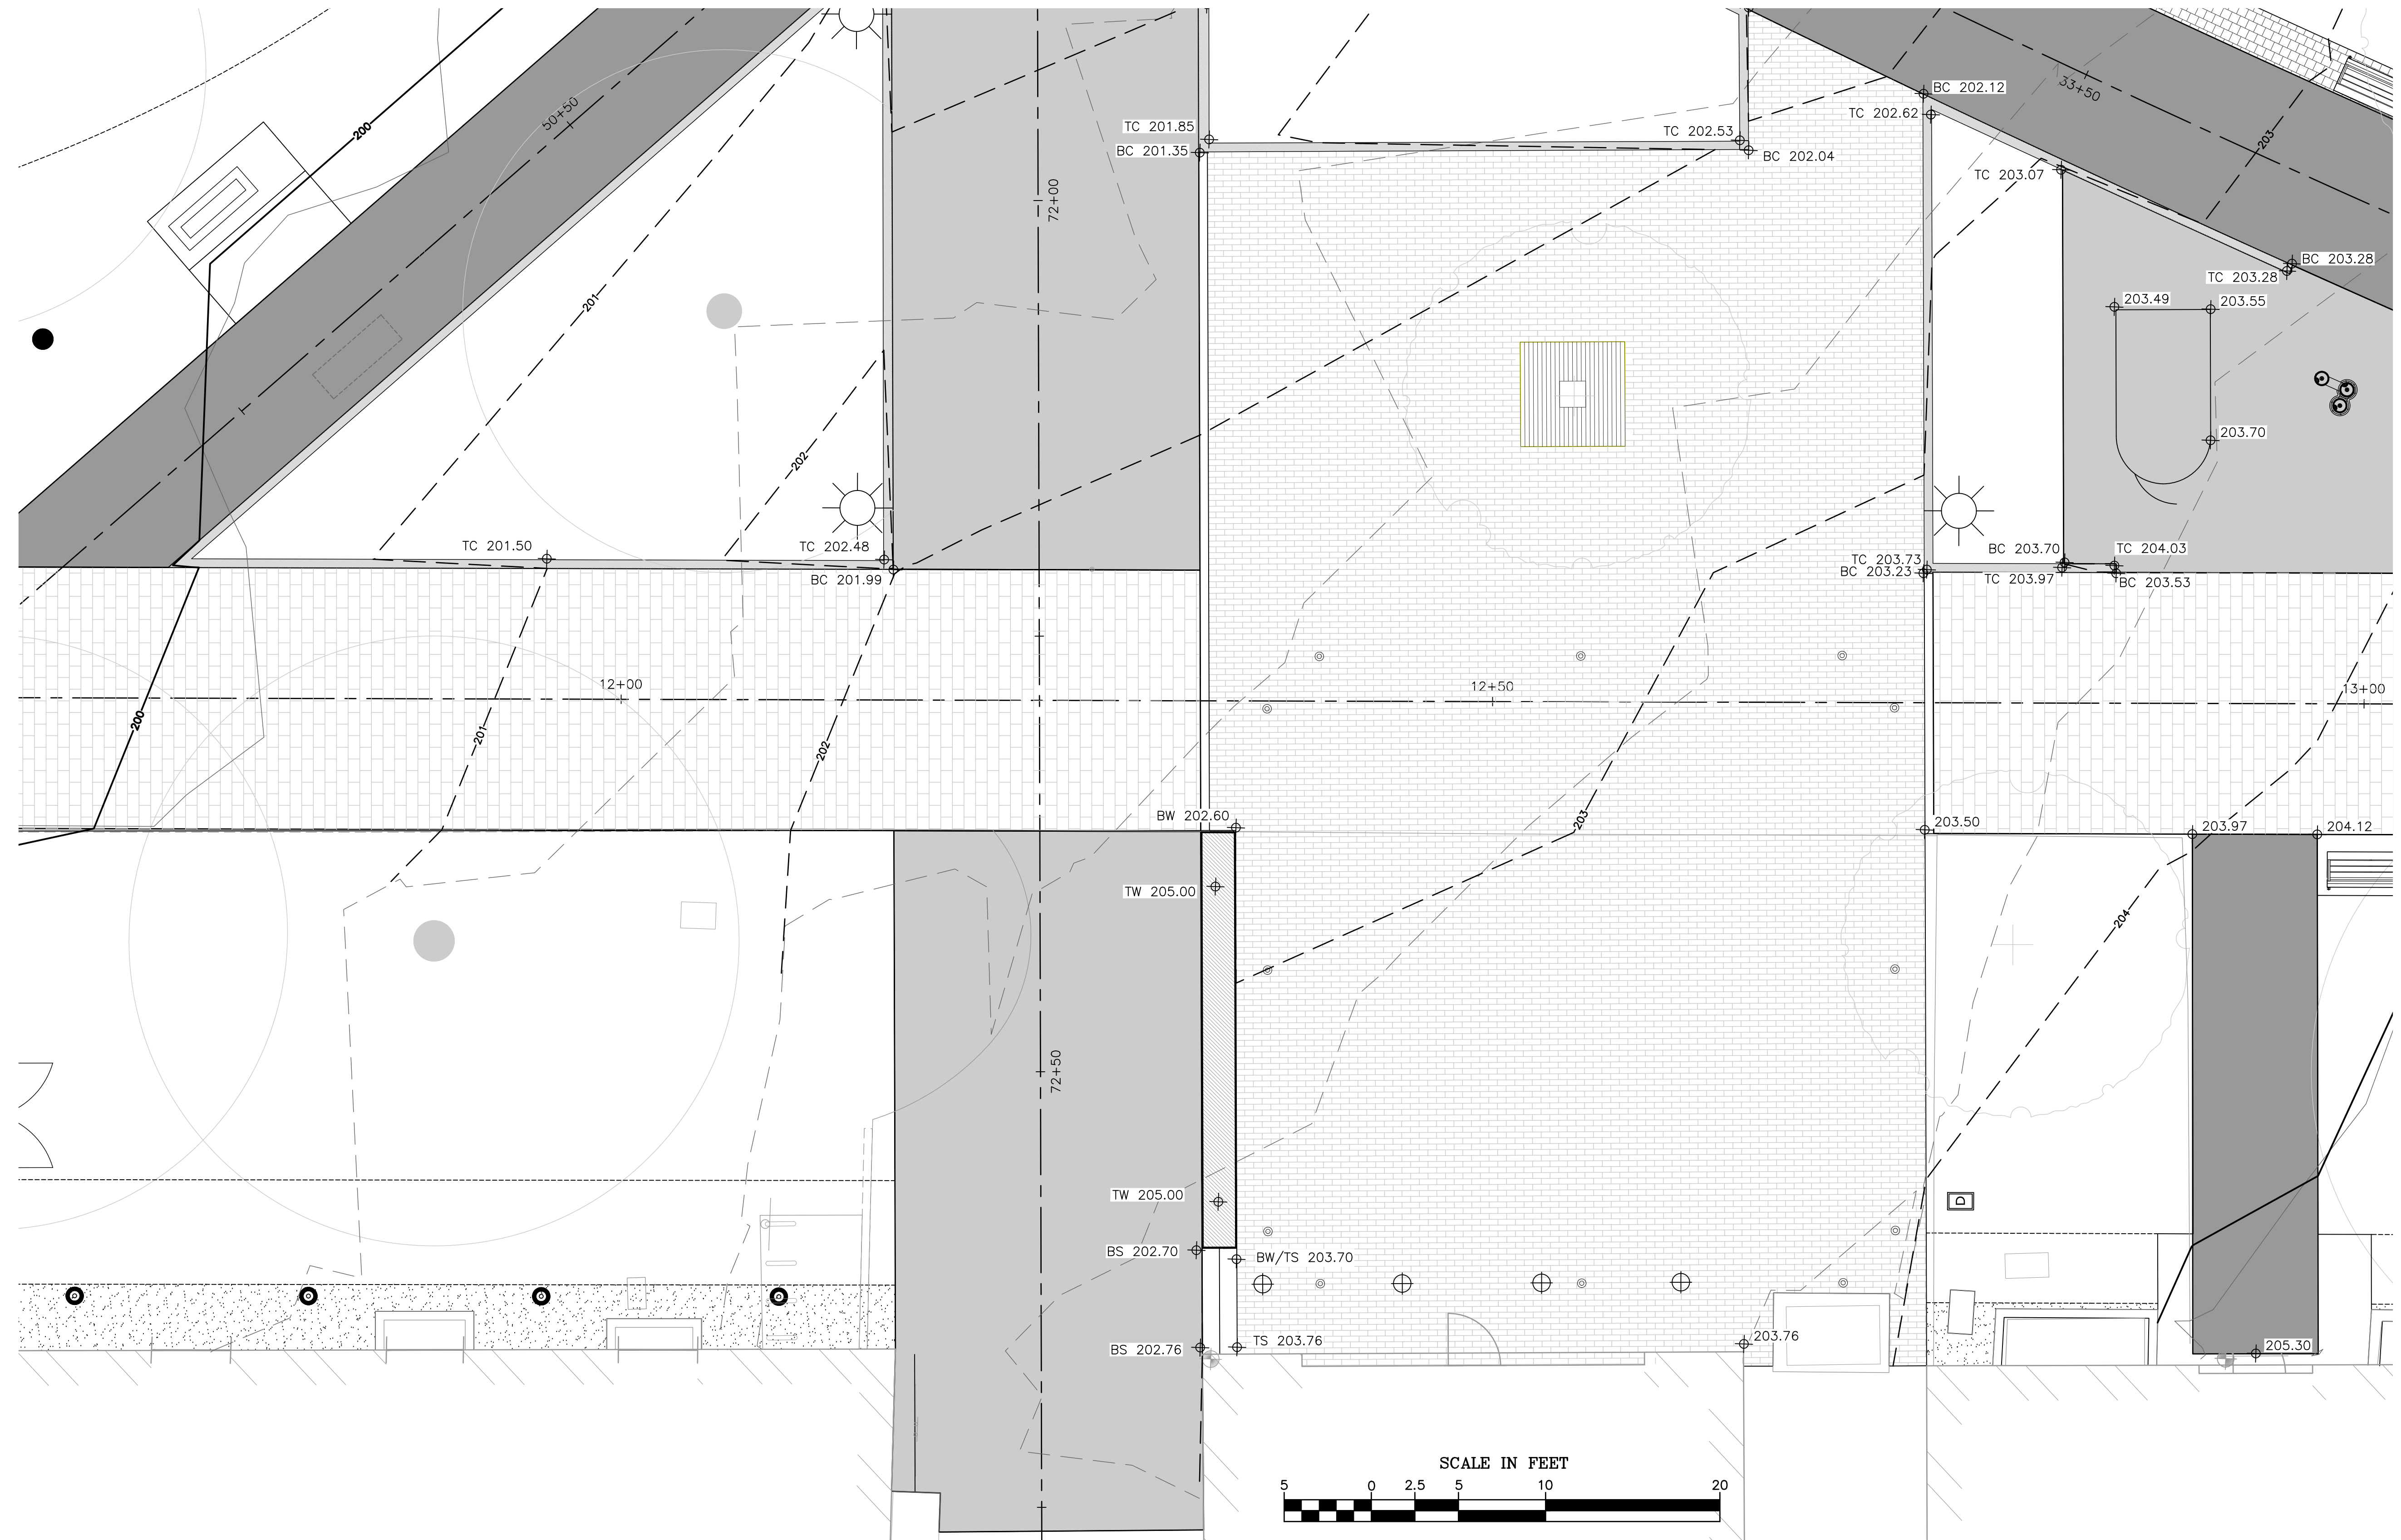 50+50
200
33+50
203
BC 202.12
TC 202.62
TC 201.85
BC 201.35
TC 202.53
BC 202.04
TC 203.07
72+00
BC 203.28
TC 203.28
201
203.49
203.55
203.70
202
TC 201.50
TC 202.48
BC 201.99
BC 203.70
TC 204.03
TC 203.73
BC 203.23
TC 203.97
BC 203.53
12+00
12+50
13+00
200
201
202
BW 202.60
203
203.50
203.97
204.12
TW 205.00
204
72+50
TW 205.00
D
BS 202.70
BW/TS 203.70
BS 202.76
TS 203.76
203.76
205.30
SCALE IN FEET
5 0 2.5 5 10 20